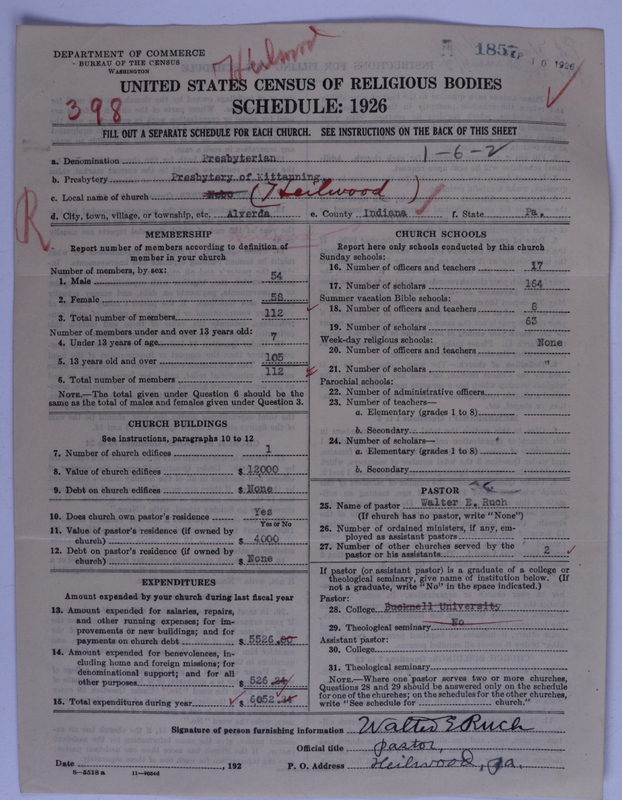 DEPARTMENT OF COMMERCE
BUREAU OF THE CENSUS
WASHINGTON
Heilwood
1857
SEP 10 1926
UNITED STATES CENSUS OF RELIGIOUS BODIES
398
SCHEDULE: 1926
FILL OUT A SEPARATE SCHEDULE FOR EACH CHURCH. SEE INSTRUCTIONS ON THE BACK OF THIS SHEET
a. Denomination Presbyterian
1-6-2
b. Presbytery Presbytery of Kittanning
c. Local name of church Nebo (Heilwood)
d. City, town, village, or township, etc. Alverda e. County Indiana f. State Pa.
R
MEMBERSHIP
Report number of members according to definition of
member in your church
Number of members, by sex:
1. Male 54
2. Female 58
3. Total number of members 112
Number of members under and over 13 years old:
4. Under 13 years of age 7
5. 13 years old and over 105
6. Total number of members 112
NOTE.—The total given under Question 6 should be the
same as the total of males and females given under Question 3.
CHURCH BUILDINGS
See instructions, paragraphs 10 to 12
7. Number of church edifices 1
8. Value of church edifices $ 12000
9. Debt on church edifices $ None
10. Does church own pastor's residence Yes
Yes or No
11. Value of pastor's residence (if owned by
church) $ 4000
12. Debt on pastor's residence (if owned by
church) $ None
EXPENDITURES
Amount expended by your church during last fiscal year
13. Amount expended for salaries, repairs,
and other running expenses; for im-
provements or new buildings; and for
payments on church debt $ 5526.00
14. Amount expended for benevolences, in-
cluding home and foreign missions; for
denominational support; and for all
other purposes $ 526
15. Total expenditures during year $ 6052
CHURCH SCHOOLS
Report here only schools conducted by this church
Sunday schools:
16. Number of officers and teachers 17
17. Number of scholars 164
Summer vacation Bible schools:
18. Number of officers and teachers 8
19. Number of scholars 63
Week-day religious schools: None
20. Number of officers and teachers
21. Number of scholars "
Parochial schools:
22. Number of administrative officers
23. Number of teachers—
a. Elementary (grades 1 to 8)
b. Secondary
24. Number of scholars—
a. Elementary (grades 1 to 8)
b. Secondary
PASTOR
25. Name of pastor Walter E. Ruch
(If church has no pastor, write "None")
26. Number of ordained ministers, if any, em-
ployed as assistant pastors
27. Number of other churches served by the
pastor or his assistants 2
If pastor (or assistant pastor) is a graduate of a college or
theological seminary, give name of institution below. (If
not a graduate, write "No" in the space indicated.)
Pastor:
28. College Bucknell University
29. Theological seminary No
Assistant pastor:
30. College
31. Theological seminary
NOTE.—Where one pastor serves two or more churches,
Questions 28 and 29 should be answered only on the schedule
for one of the churches; on the schedules for the other churches,
write "See schedule for church."
Signature of person furnishing information Walter E Ruch
Official title pastor,
Date , 192 P. O. Address Heilwood, Pa.
8—2518a 11—9594d